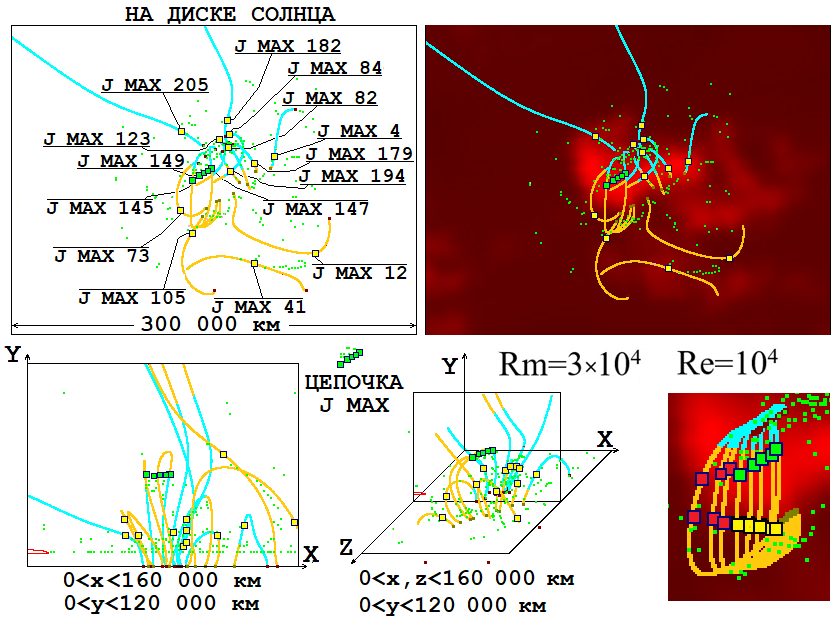 НА ДИСКЕ СОЛНЦА
J MAX 182
J MAX 84
J MAX 205
J MAX 82
J MAX 4
J MAX 123
J MAX 179
J MAX 149
J MAX 194
J MAX 145
J MAX 147
J MAX 73
J MAX 12
J MAX 105
J MAX 41
300 000 км
Y
X
0<x<160 000 км
0<y<120 000 км
ЦЕПОЧКА
J MAX
Y
X
Z
0<x,z<160 000 км
0<y<120 000 км
Rm=3×10⁴
Re=10⁴